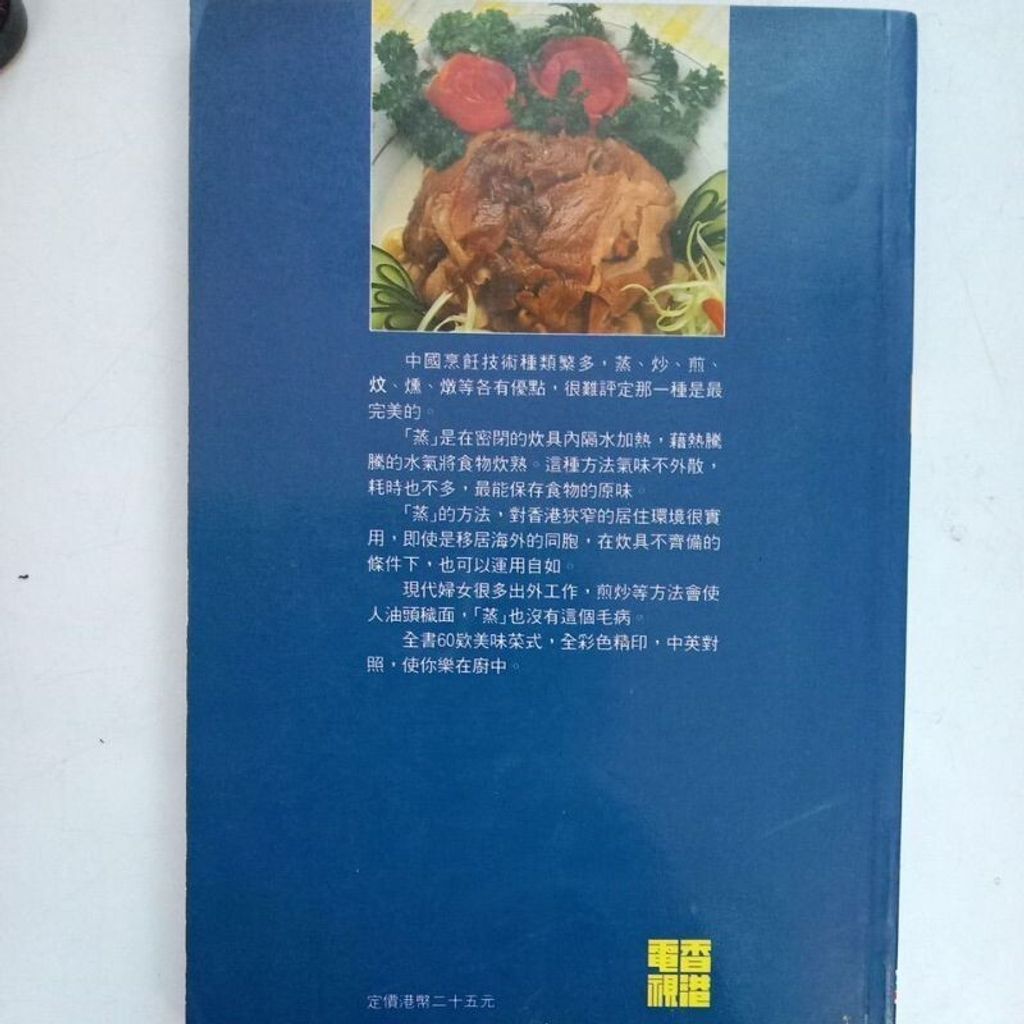 中國烹飪技術種類繁多，蒸、炒、煎、
炆、燻、燉等各有優點，很難評定那一種是最
完美的。
「蒸」是在密閉的炊具內隔水加熱，藉熱騰
騰的水氣將食物炊熟。這種方法氣味不外散，
耗時也不多，最能保存食物的原味。
「蒸」的方法，對香港狹窄的居住環境很實
用，即使是移居海外的同胞，在炊具不齊備的
條件下，也可以運用自如。
現代婦女很多出外工作，煎炒等方法會使
人油頭穢面，「蒸」也沒有這個毛病。
全書60欵美味菜式，全彩色精印，中英對
照，使你樂在廚中。
香港
電視
定價港幣二十五元